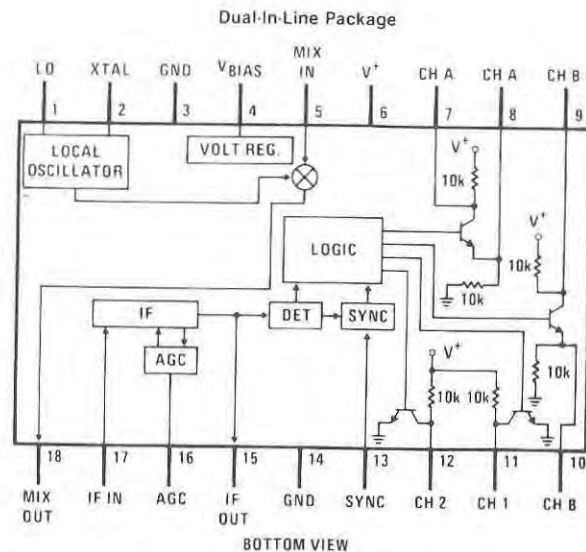 Dual-In-Line Package
LO XTAL GND VBIAS MIX IN V+ CH A CH A CH B
1 2 3 4 5 6 7 8 9
LOCAL OSCILLATOR
VOLT REG.
V+
10k
V+
LOGIC
10k
10k
IF
DET
SYNC
AGC
V+
10k
10k 10k
18 17 16 15 14 13 12 11 10
MIX OUT IF IN AGC IF OUT GND SYNC CH 2 CH 1 CH B
BOTTOM VIEW